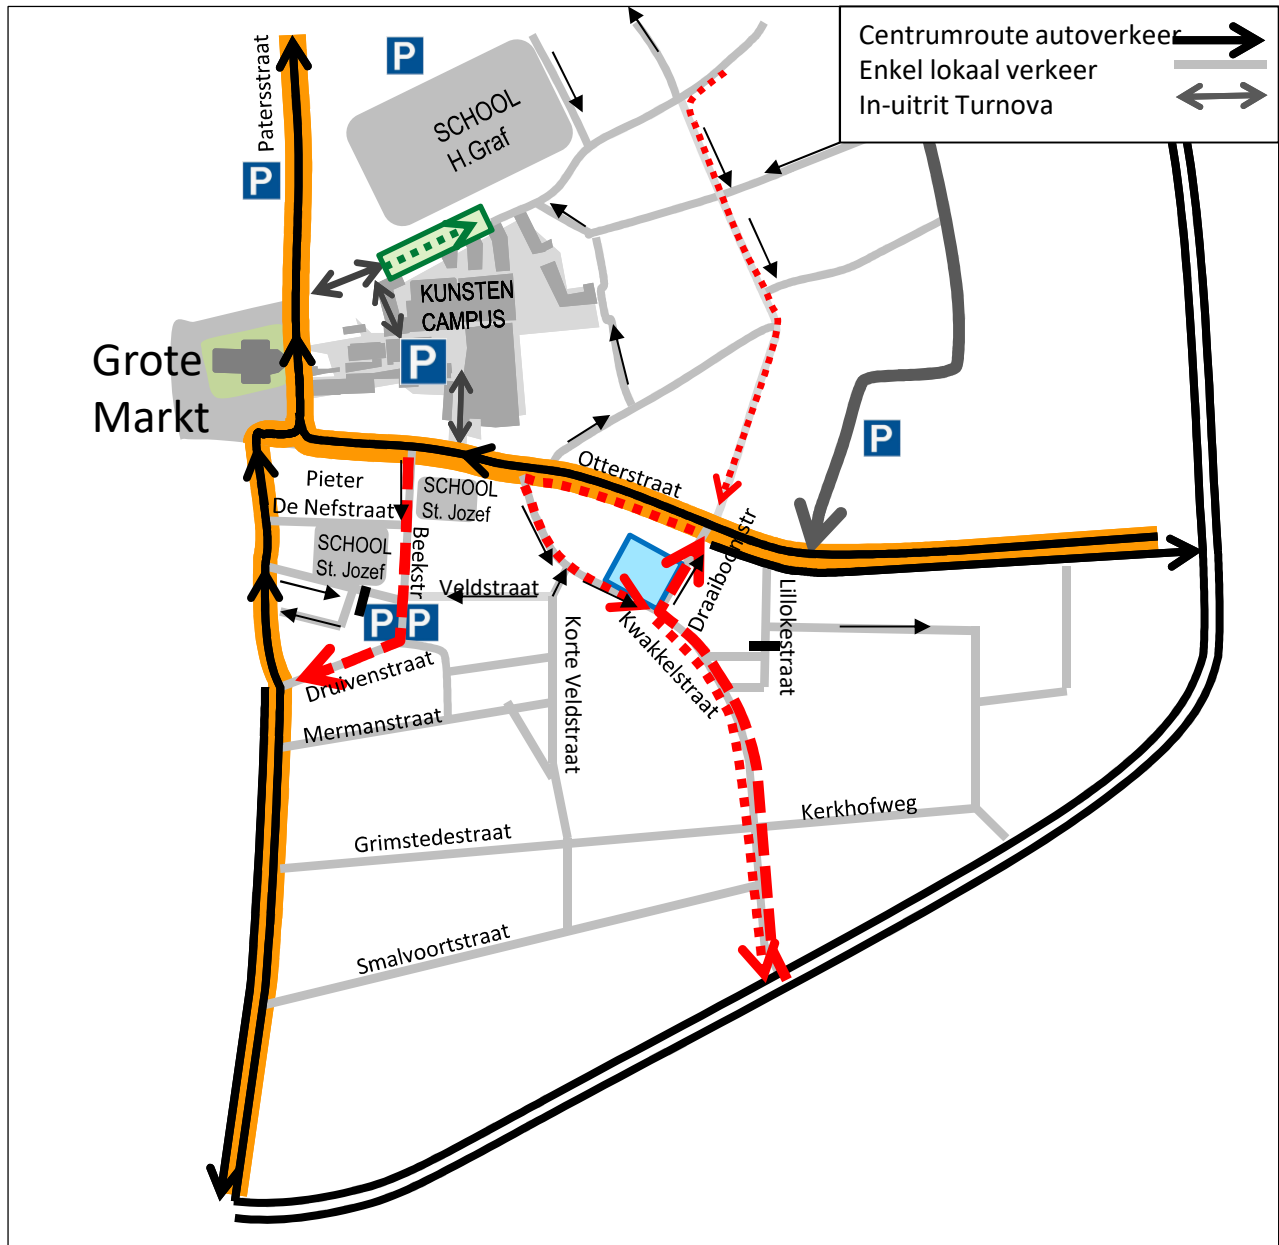 Centrumroute autoverkeer
Enkel lokaal verkeer
In-uitrit Turnova
Patersstraat
P
P
SCHOOL
H.Graf
KUNSTEN
CAMPUS
P
Grote
Markt
P
Otterstraat
Pieter
De Nefstraat
SCHOOL
St. Jozef
SCHOOL
St. Jozef
Beekstr
Veldstraat
P P
Draaiboomstr
Lillokestraat
Kwakkelstraat
Korte Veldstraat
Druivenstraat
Mermanstraat
Kerkhofweg
Grimstedestraat
Smalvoortstraat